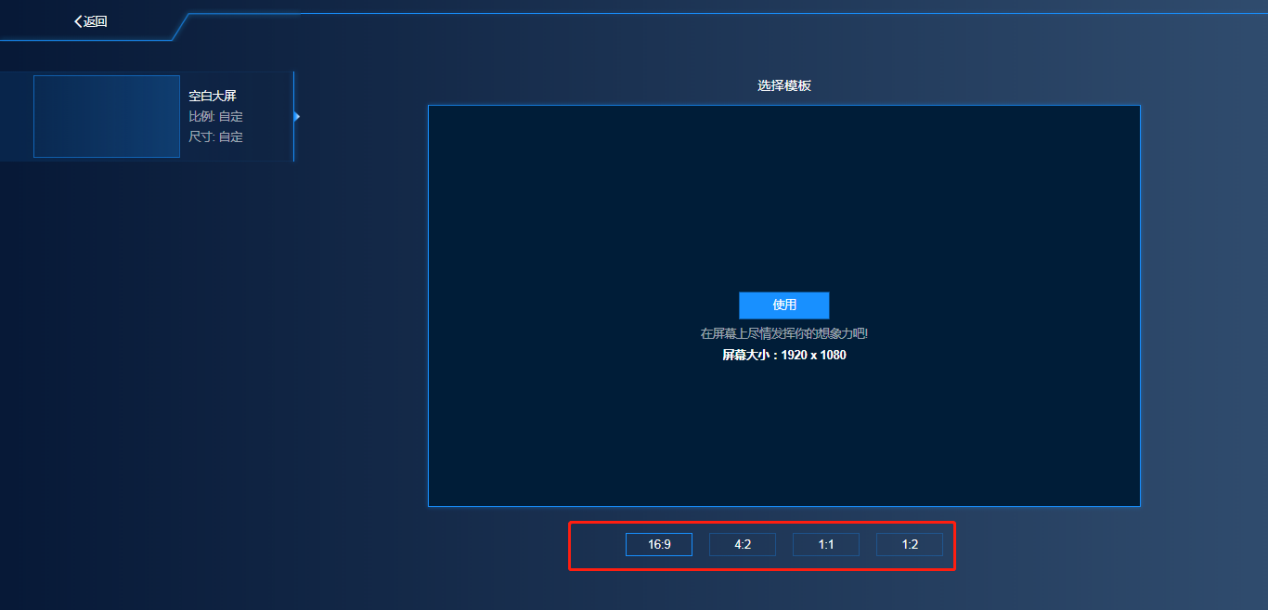 返回
空白大屏
比例: 自定
尺寸: 自定
选择模板
使用
在屏幕上尽情发挥你的想象力吧!
屏幕大小：1920 x 1080
16:9 4:2 1:1 1:2